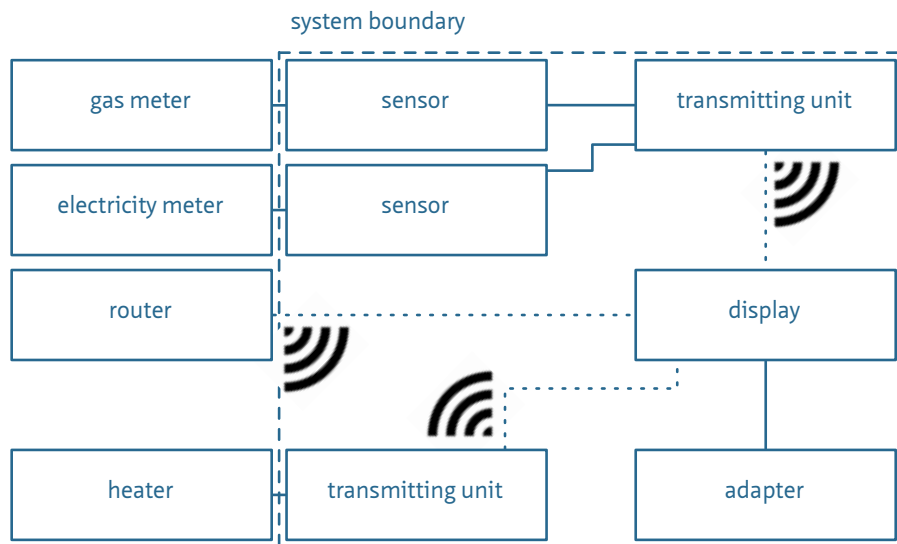 system boundary
gas meter
sensor
transmitting unit
electricity meter
sensor
router
display
heater
transmitting unit
adapter